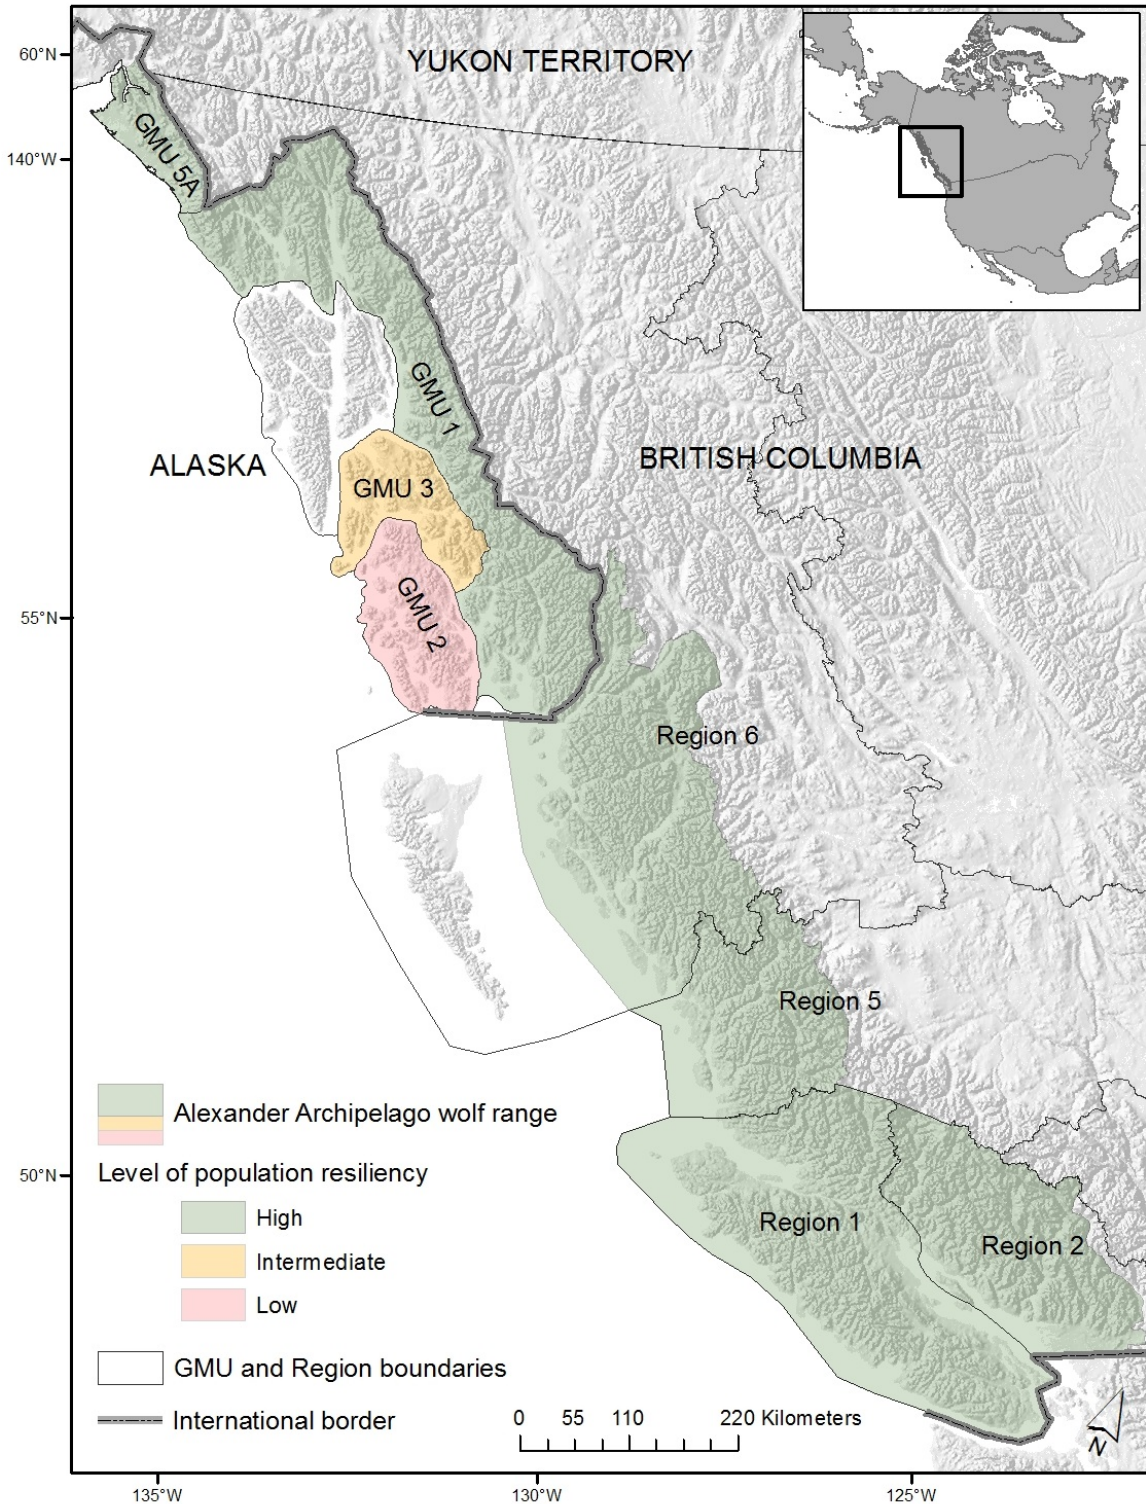 60°N
YUKON TERRITORY
140°W
GMU 5A
GMU 1
ALASKA
BRITISH COLUMBIA
GMU 3
GMU 2
55°N
Region 6
Region 5
Alexander Archipelago wolf range
Level of population resiliency
50°N
High
Region 1
Intermediate
Region 2
Low
GMU and Region boundaries
International border
0 55 110 220 Kilometers
N
135°W 130°W 125°W